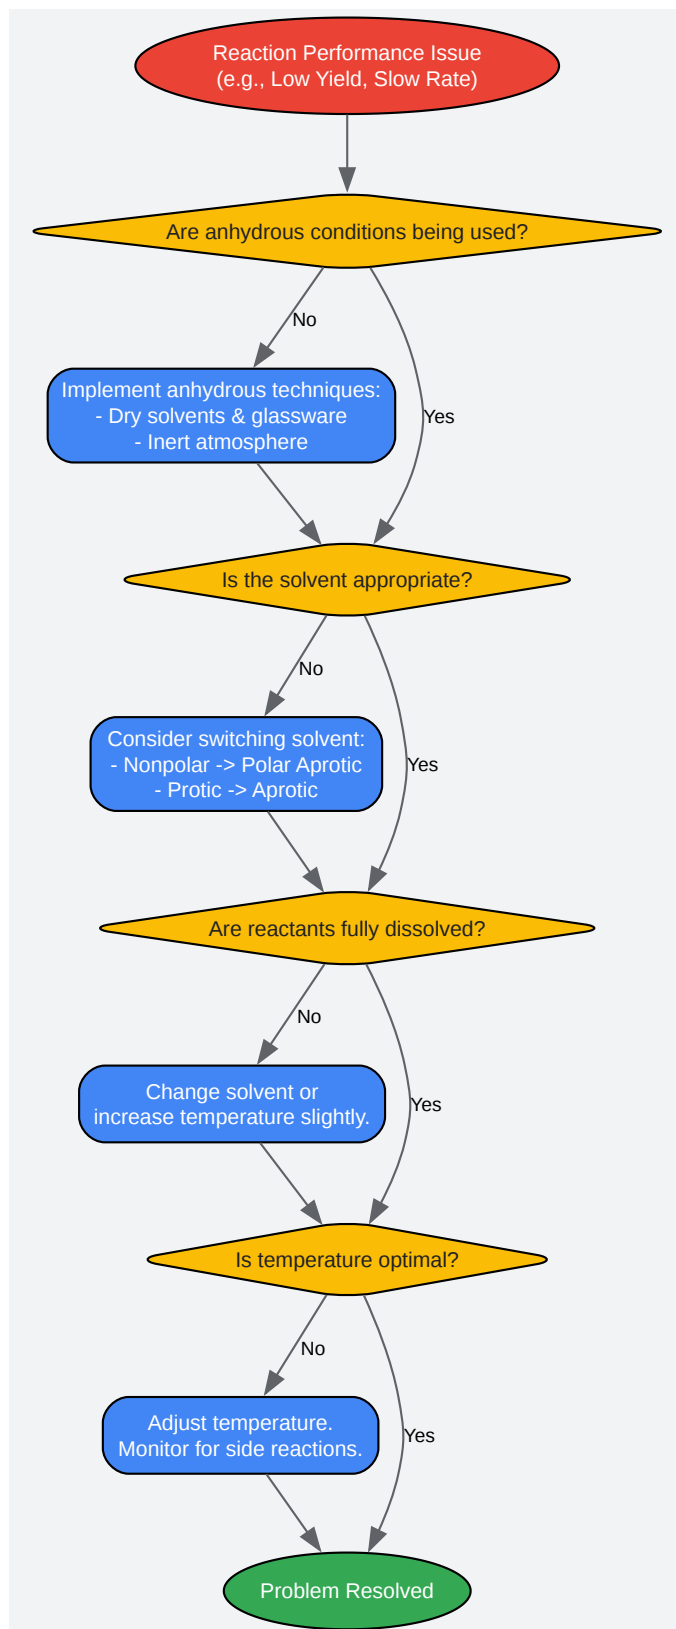 Reaction Performance Issue
(e.g., Low Yield, Slow Rate)
Are anhydrous conditions being used?
No
Implement anhydrous techniques:
- Dry solvents & glassware
- Inert atmosphere
Yes
Is the solvent appropriate?
No
Consider switching solvent:
- Nonpolar -> Polar Aprotic
- Protic -> Aprotic
Yes
Are reactants fully dissolved?
No
Change solvent or
increase temperature slightly.
Yes
Is temperature optimal?
No
Adjust temperature.
Monitor for side reactions.
Yes
Problem Resolved